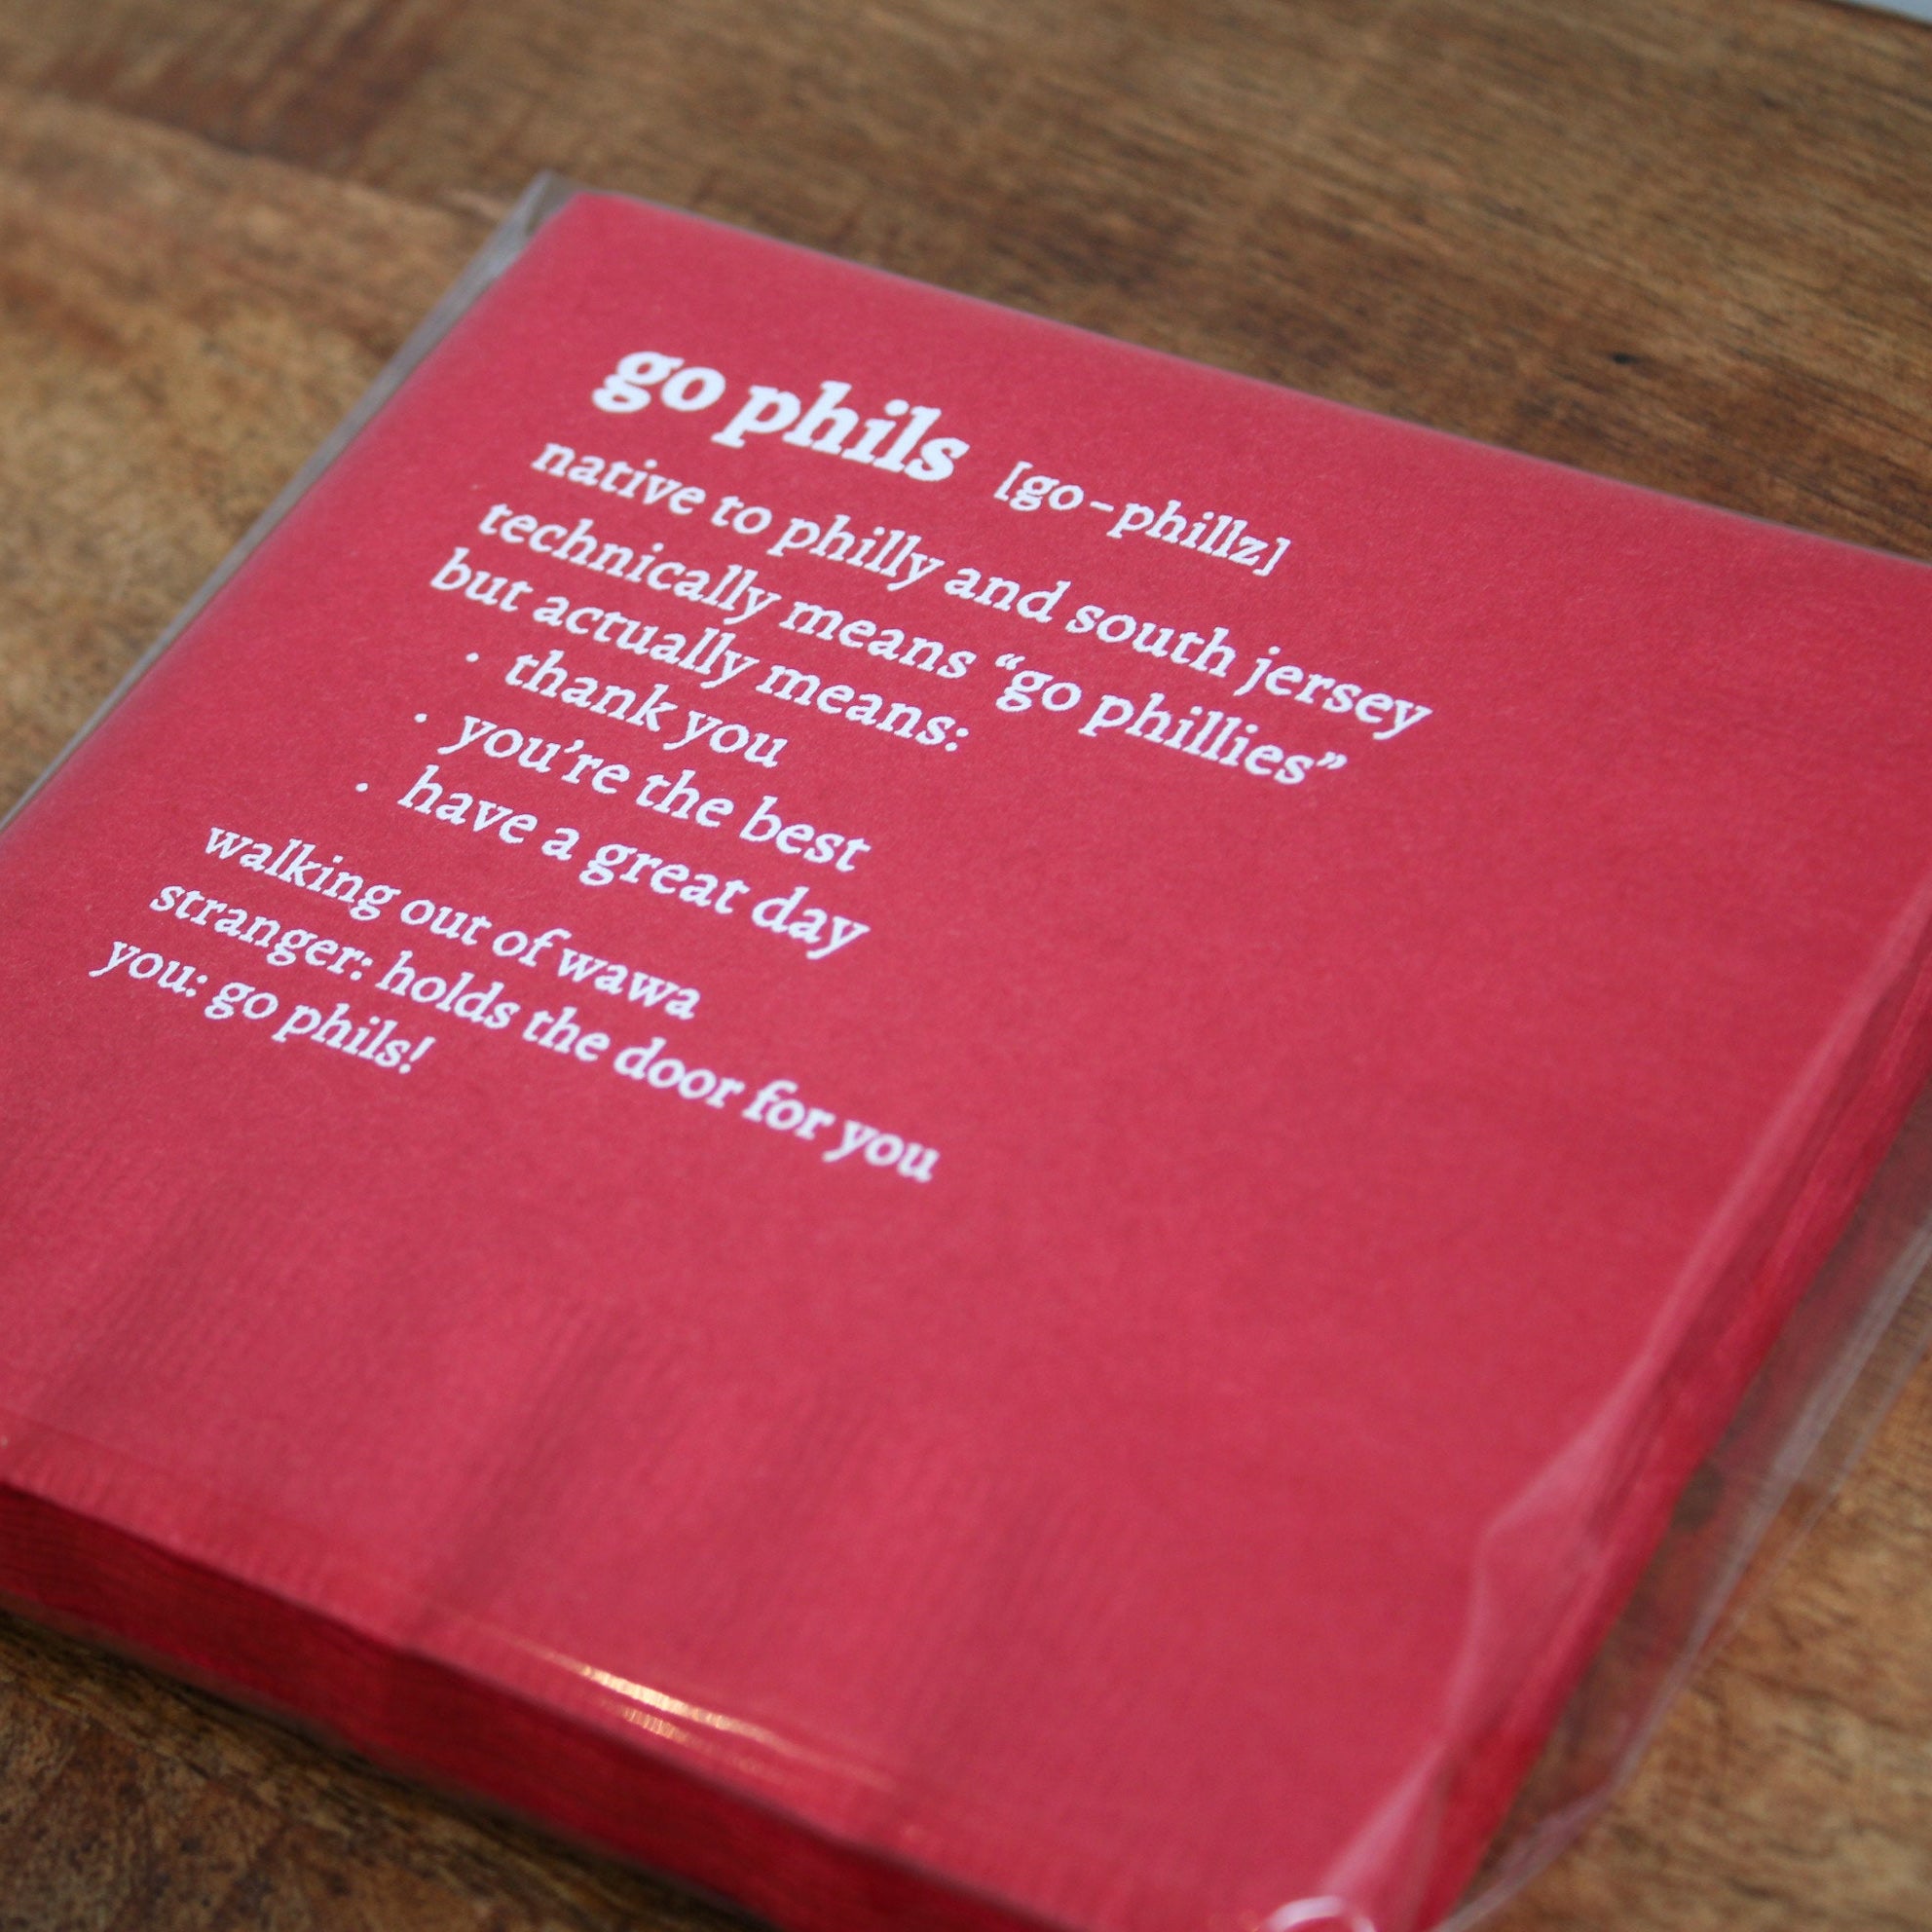 go phils [go-phillz]
native to philly and south jersey
technically means “go phillies”
but actually means:
· thank you
· you’re the best
· have a great day
walking out of wawa
stranger: holds the door for you
you: go phils!